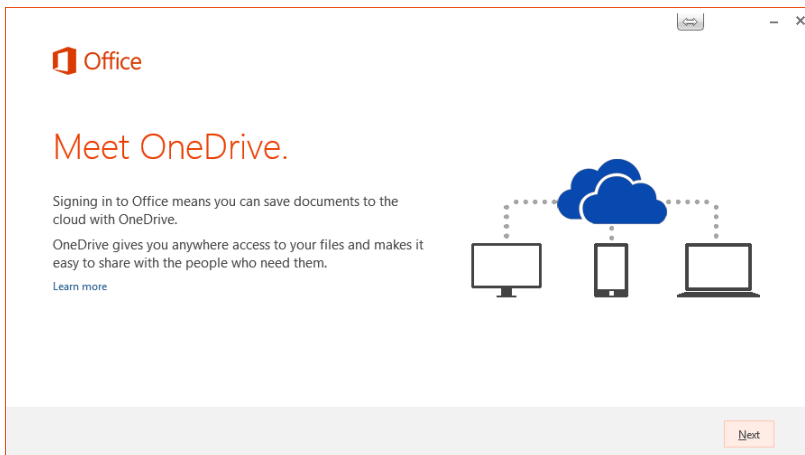 Office
Meet OneDrive.
Signing in to Office means you can save documents to the
cloud with OneDrive.
OneDrive gives you anywhere access to your files and makes it
easy to share with the people who need them.
Learn more
Next